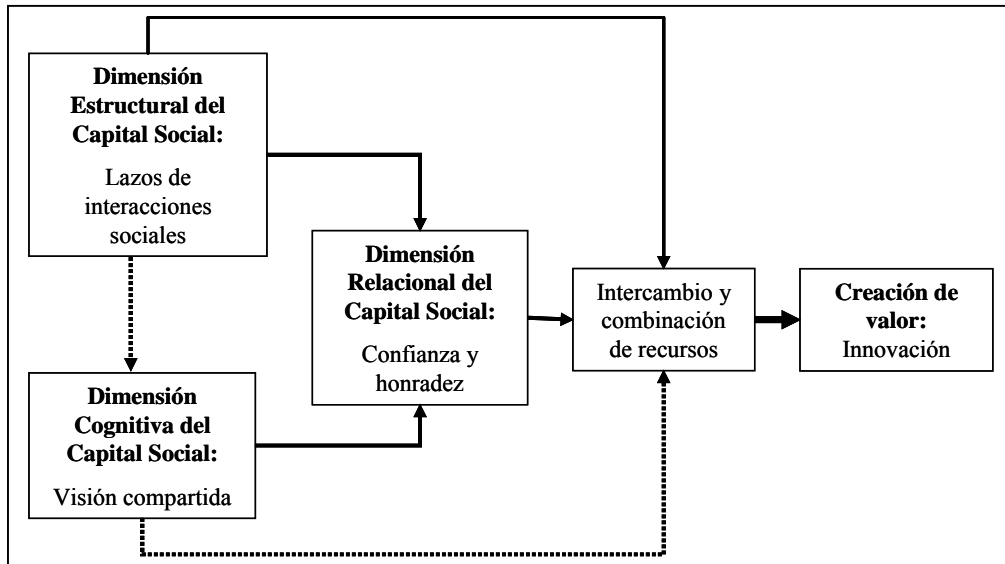 Dimensión
Estructural del
Capital Social:
Lazos de
interacciones
sociales
Dimensión
Relacional del
Capital Social:
Confianza y
honradez
Dimensión
Cognitiva del
Capital Social:
Visión compartida
Intercambio y
combinación
de recursos
Creación de
valor:
Innovación